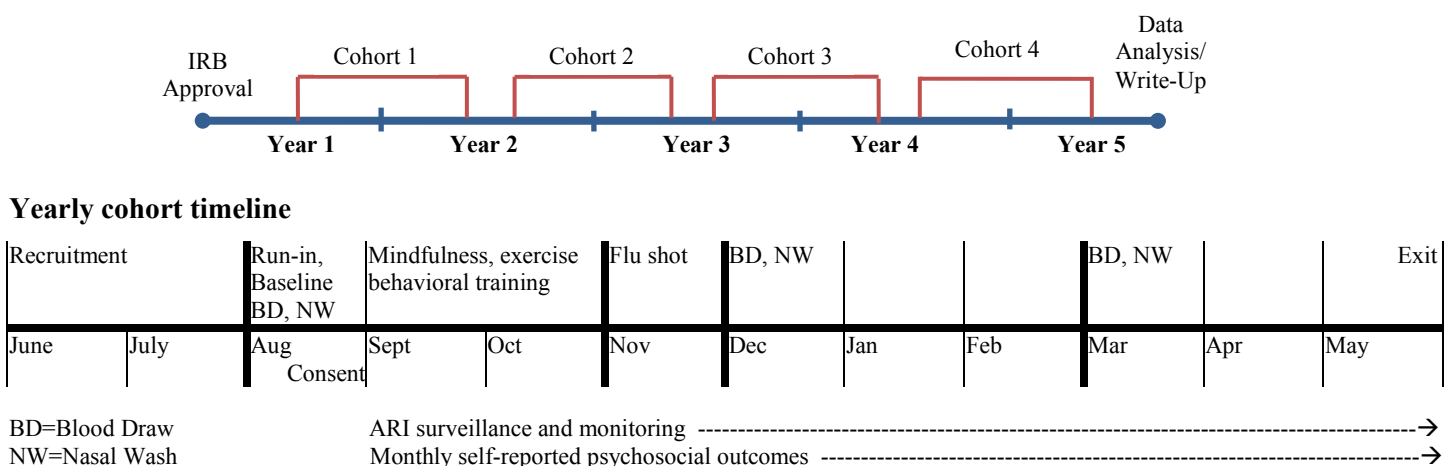 IRB
Approval
Cohort 1
Cohort 2
Cohort 3
Cohort 4
Data
Analysis/
Write-Up
Year 1
Year 2
Year 3
Year 4
Year 5
Yearly cohort timeline
Recruitment
Run-in,
Baseline
BD, NW
Mindfulness, exercise
behavioral training
Flu shot
BD, NW
BD, NW
Exit
June
July
Aug
Consent
Sept
Oct
Nov
Dec
Jan
Feb
Mar
Apr
May
BD=Blood Draw
ARI surveillance and monitoring ----------------------------------------------------------------------→
NW=Nasal Wash
Monthly self-reported psychosocial outcomes -----------------------------------------------------------→